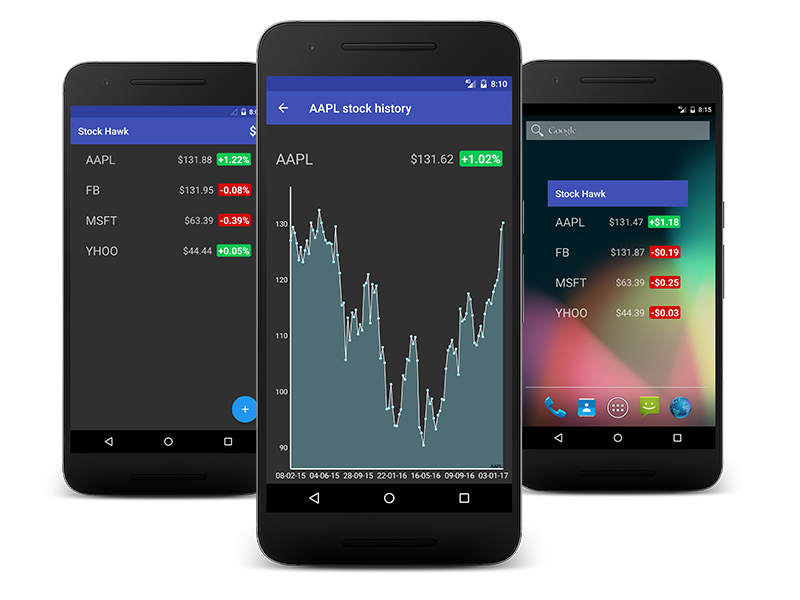 Stock Hawk $
AAPL $131.88 +1.22%
FB $131.95 -0.08%
MSFT $63.39 -0.39%
YHOO $44.44 +0.05%
+
8:10
AAPL stock history
AAPL $131.62 +1.02%
130
120
110
100
90
AAPL
08-02-15 04-06-15 28-09-15 22-01-16 16-05-16 09-09-16 03-01-17
8:15
Google
Stock Hawk
AAPL $131.47 +$1.18
FB $131.87 -$0.19
MSFT $63.39 -$0.25
YHOO $44.39 -$0.03